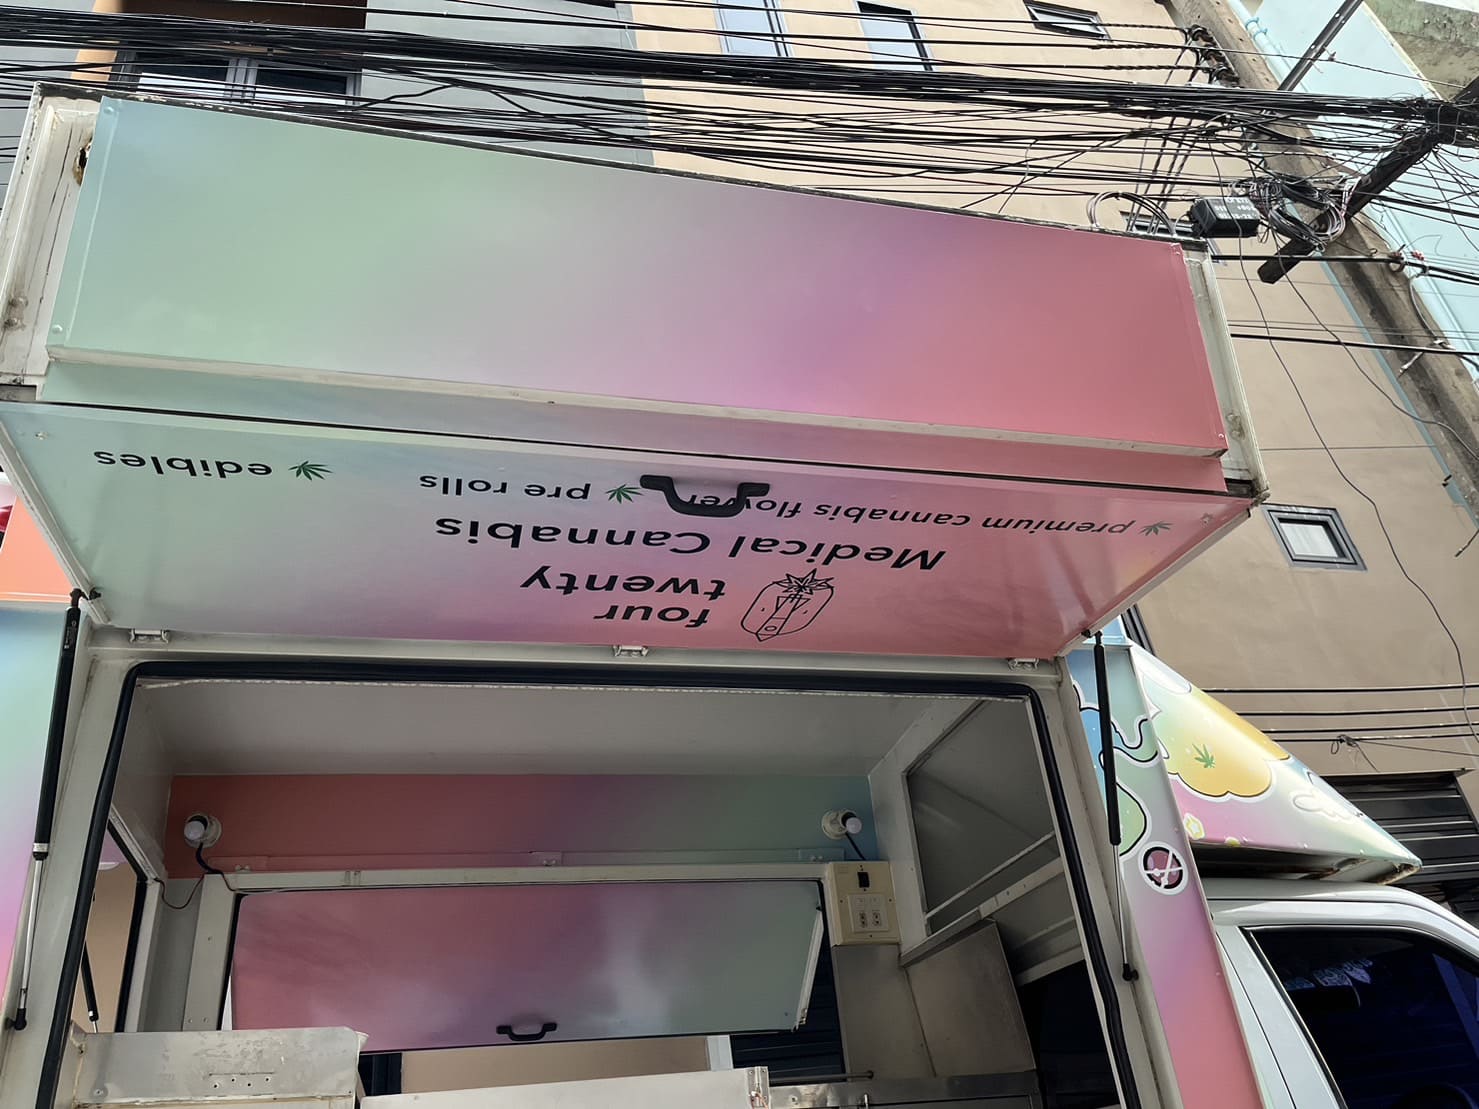 four
twenty
Medical Cannabis
premium cannabis flower pre rolls edibles